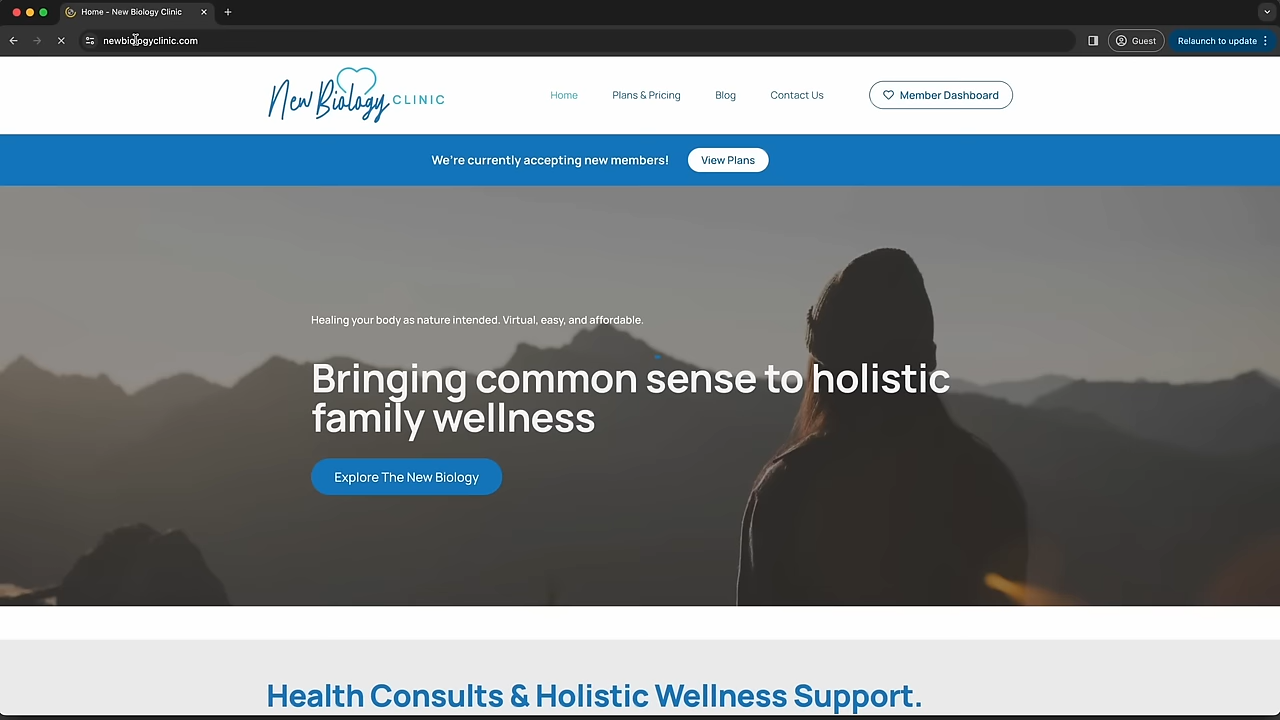 Home - New Biology Clinic
newbiologyclinic.com
Guest
Relaunch to update
New Biology CLINIC
Home
Plans & Pricing
Blog
Contact Us
Member Dashboard
We're currently accepting new members!
View Plans
Healing your body as nature intended. Virtual, easy, and affordable.
Bringing common sense to holistic
family wellness
Explore The New Biology
Health Consults & Holistic Wellness Support.